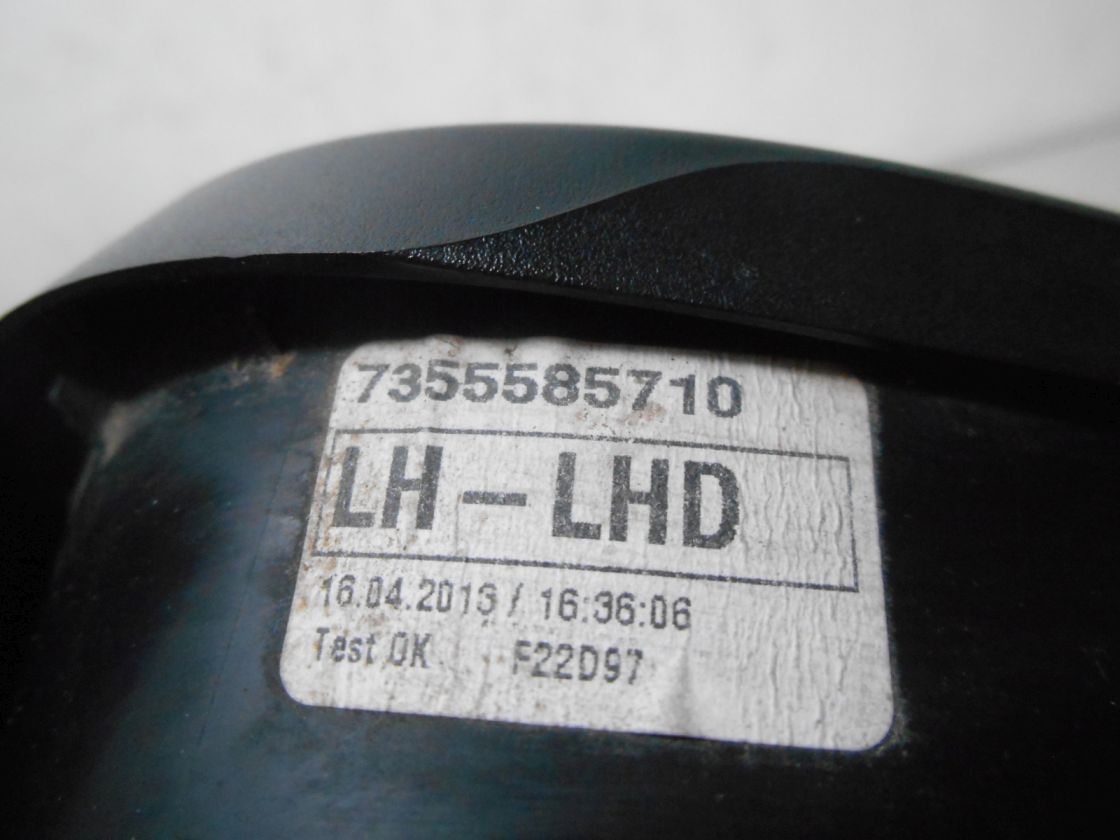 7355585710
LH-LHD
16.04.2013 / 16:36:06
Test OK F22D97